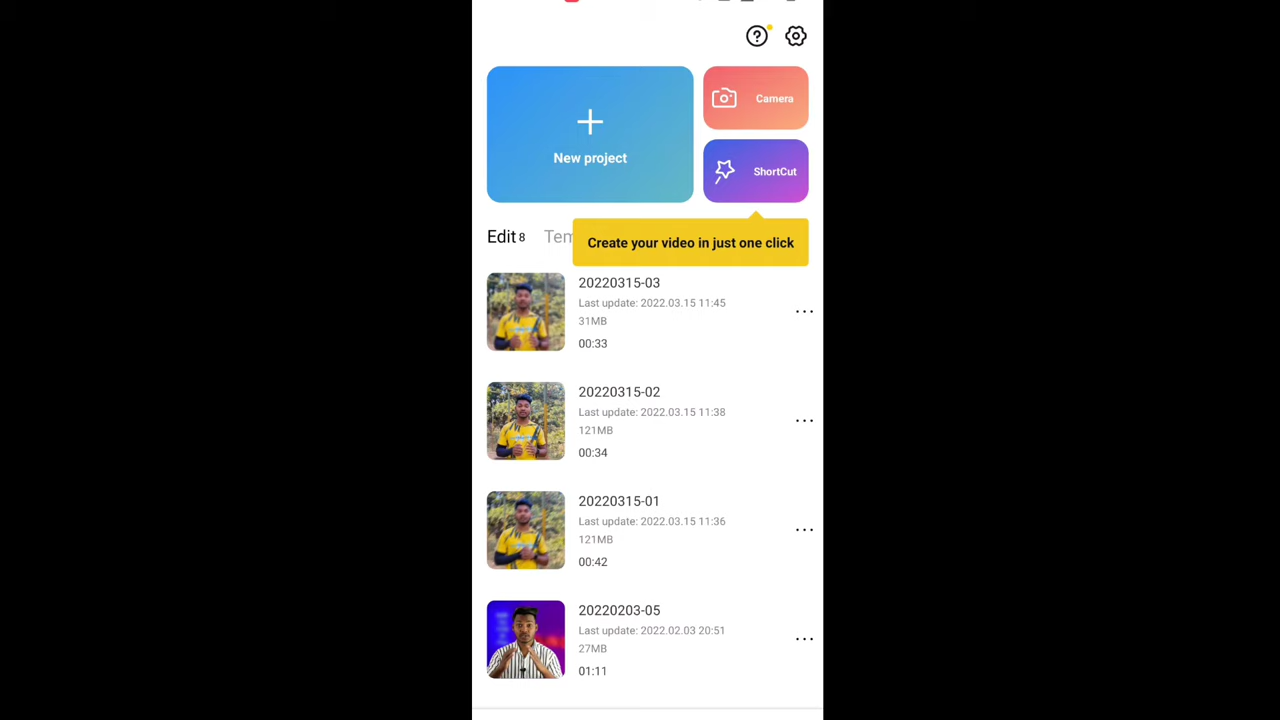 Camera
New project
ShortCut
Edit 8
Create your video in just one click
20220315-03
Last update: 2022.03.15 11:45
31MB
00:33
20220315-02
Last update: 2022.03.15 11:38
121MB
00:34
20220315-01
Last update: 2022.03.15 11:36
121MB
00:42
20220203-05
Last update: 2022.02.03 20:51
27MB
01:11